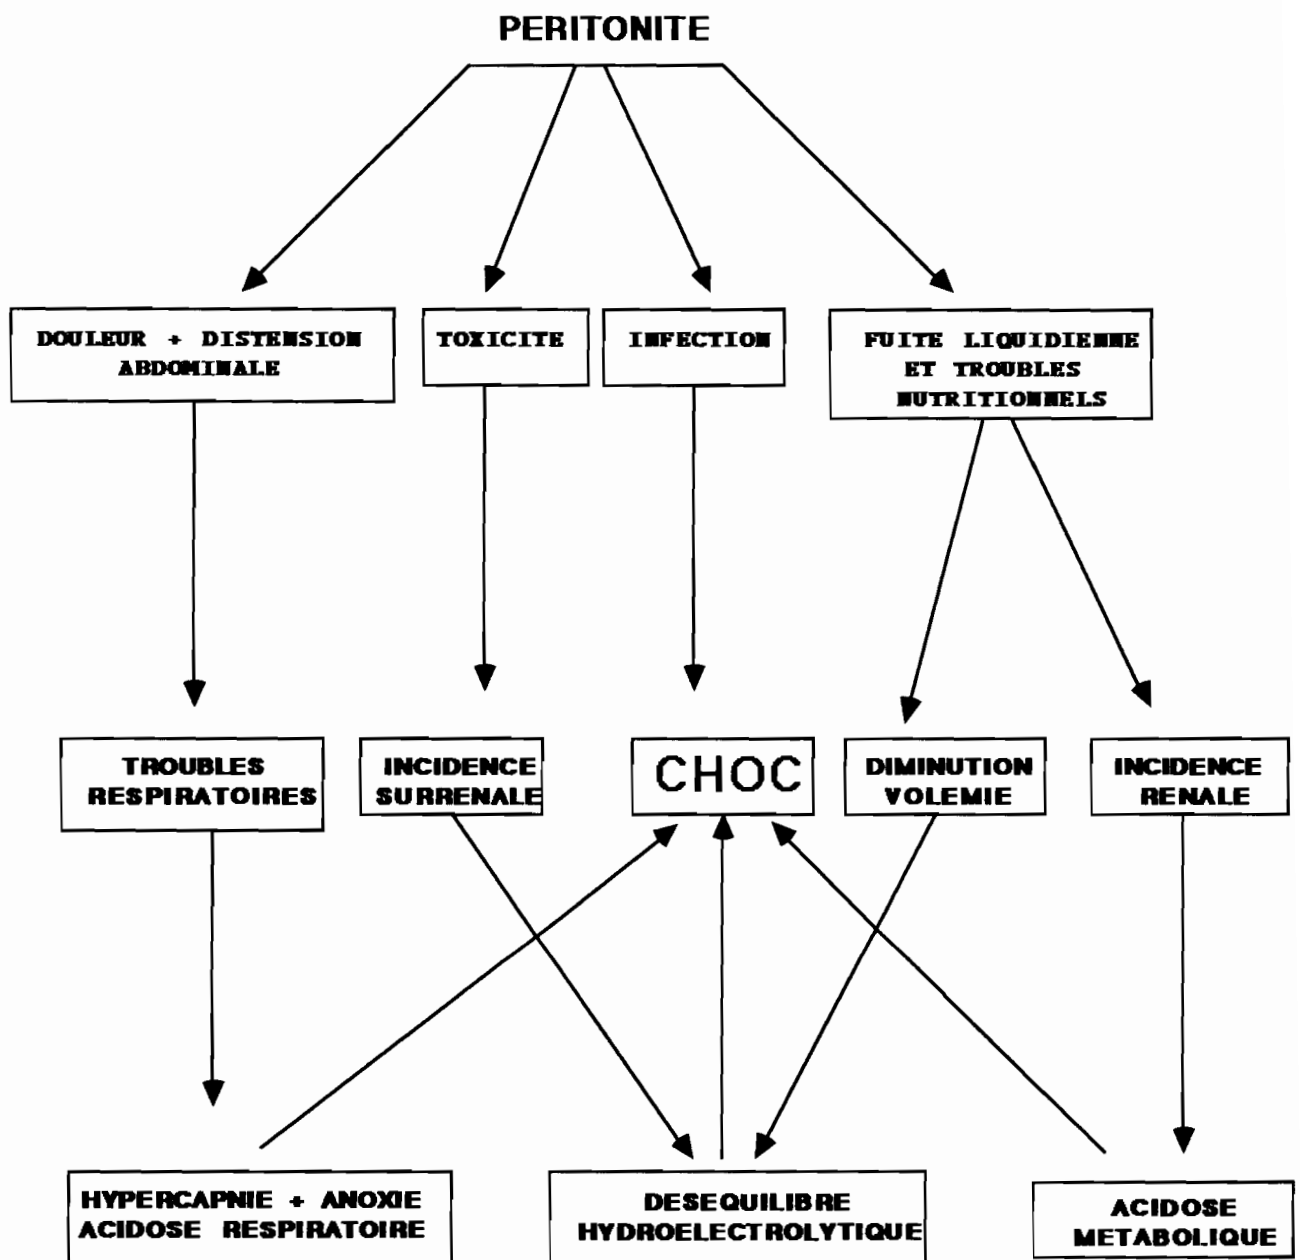 PERITONITE
DOULEUR + DISTENSION
ABDOMINALE
TOXICITE
INFECTION
FUITE LIQUIDIENNE
ET TROUBLES
NUTRITIONNELS
TROUBLES
RESPIRATOIRES
INCIDENCE
SURRENALE
CHOC
DIMINUTION
VOLEMIE
INCIDENCE
RENALE
HYPERCAPNIE + ANOXIE
ACIDOSE RESPIRATOIRE
DESEQUILIBRE
HYDROELECTROLYTIQUE
ACIDOSE
METABOLIQUE